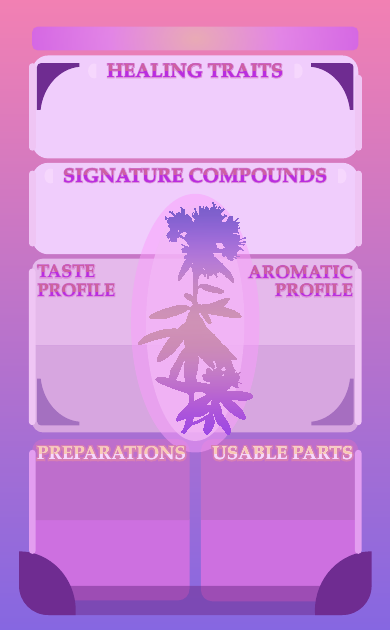 HEALING TRAITS
SIGNATURE COMPOUNDS
TASTE
PROFILE
AROMATIC
PROFILE
PREPARATIONS
USABLE PARTS